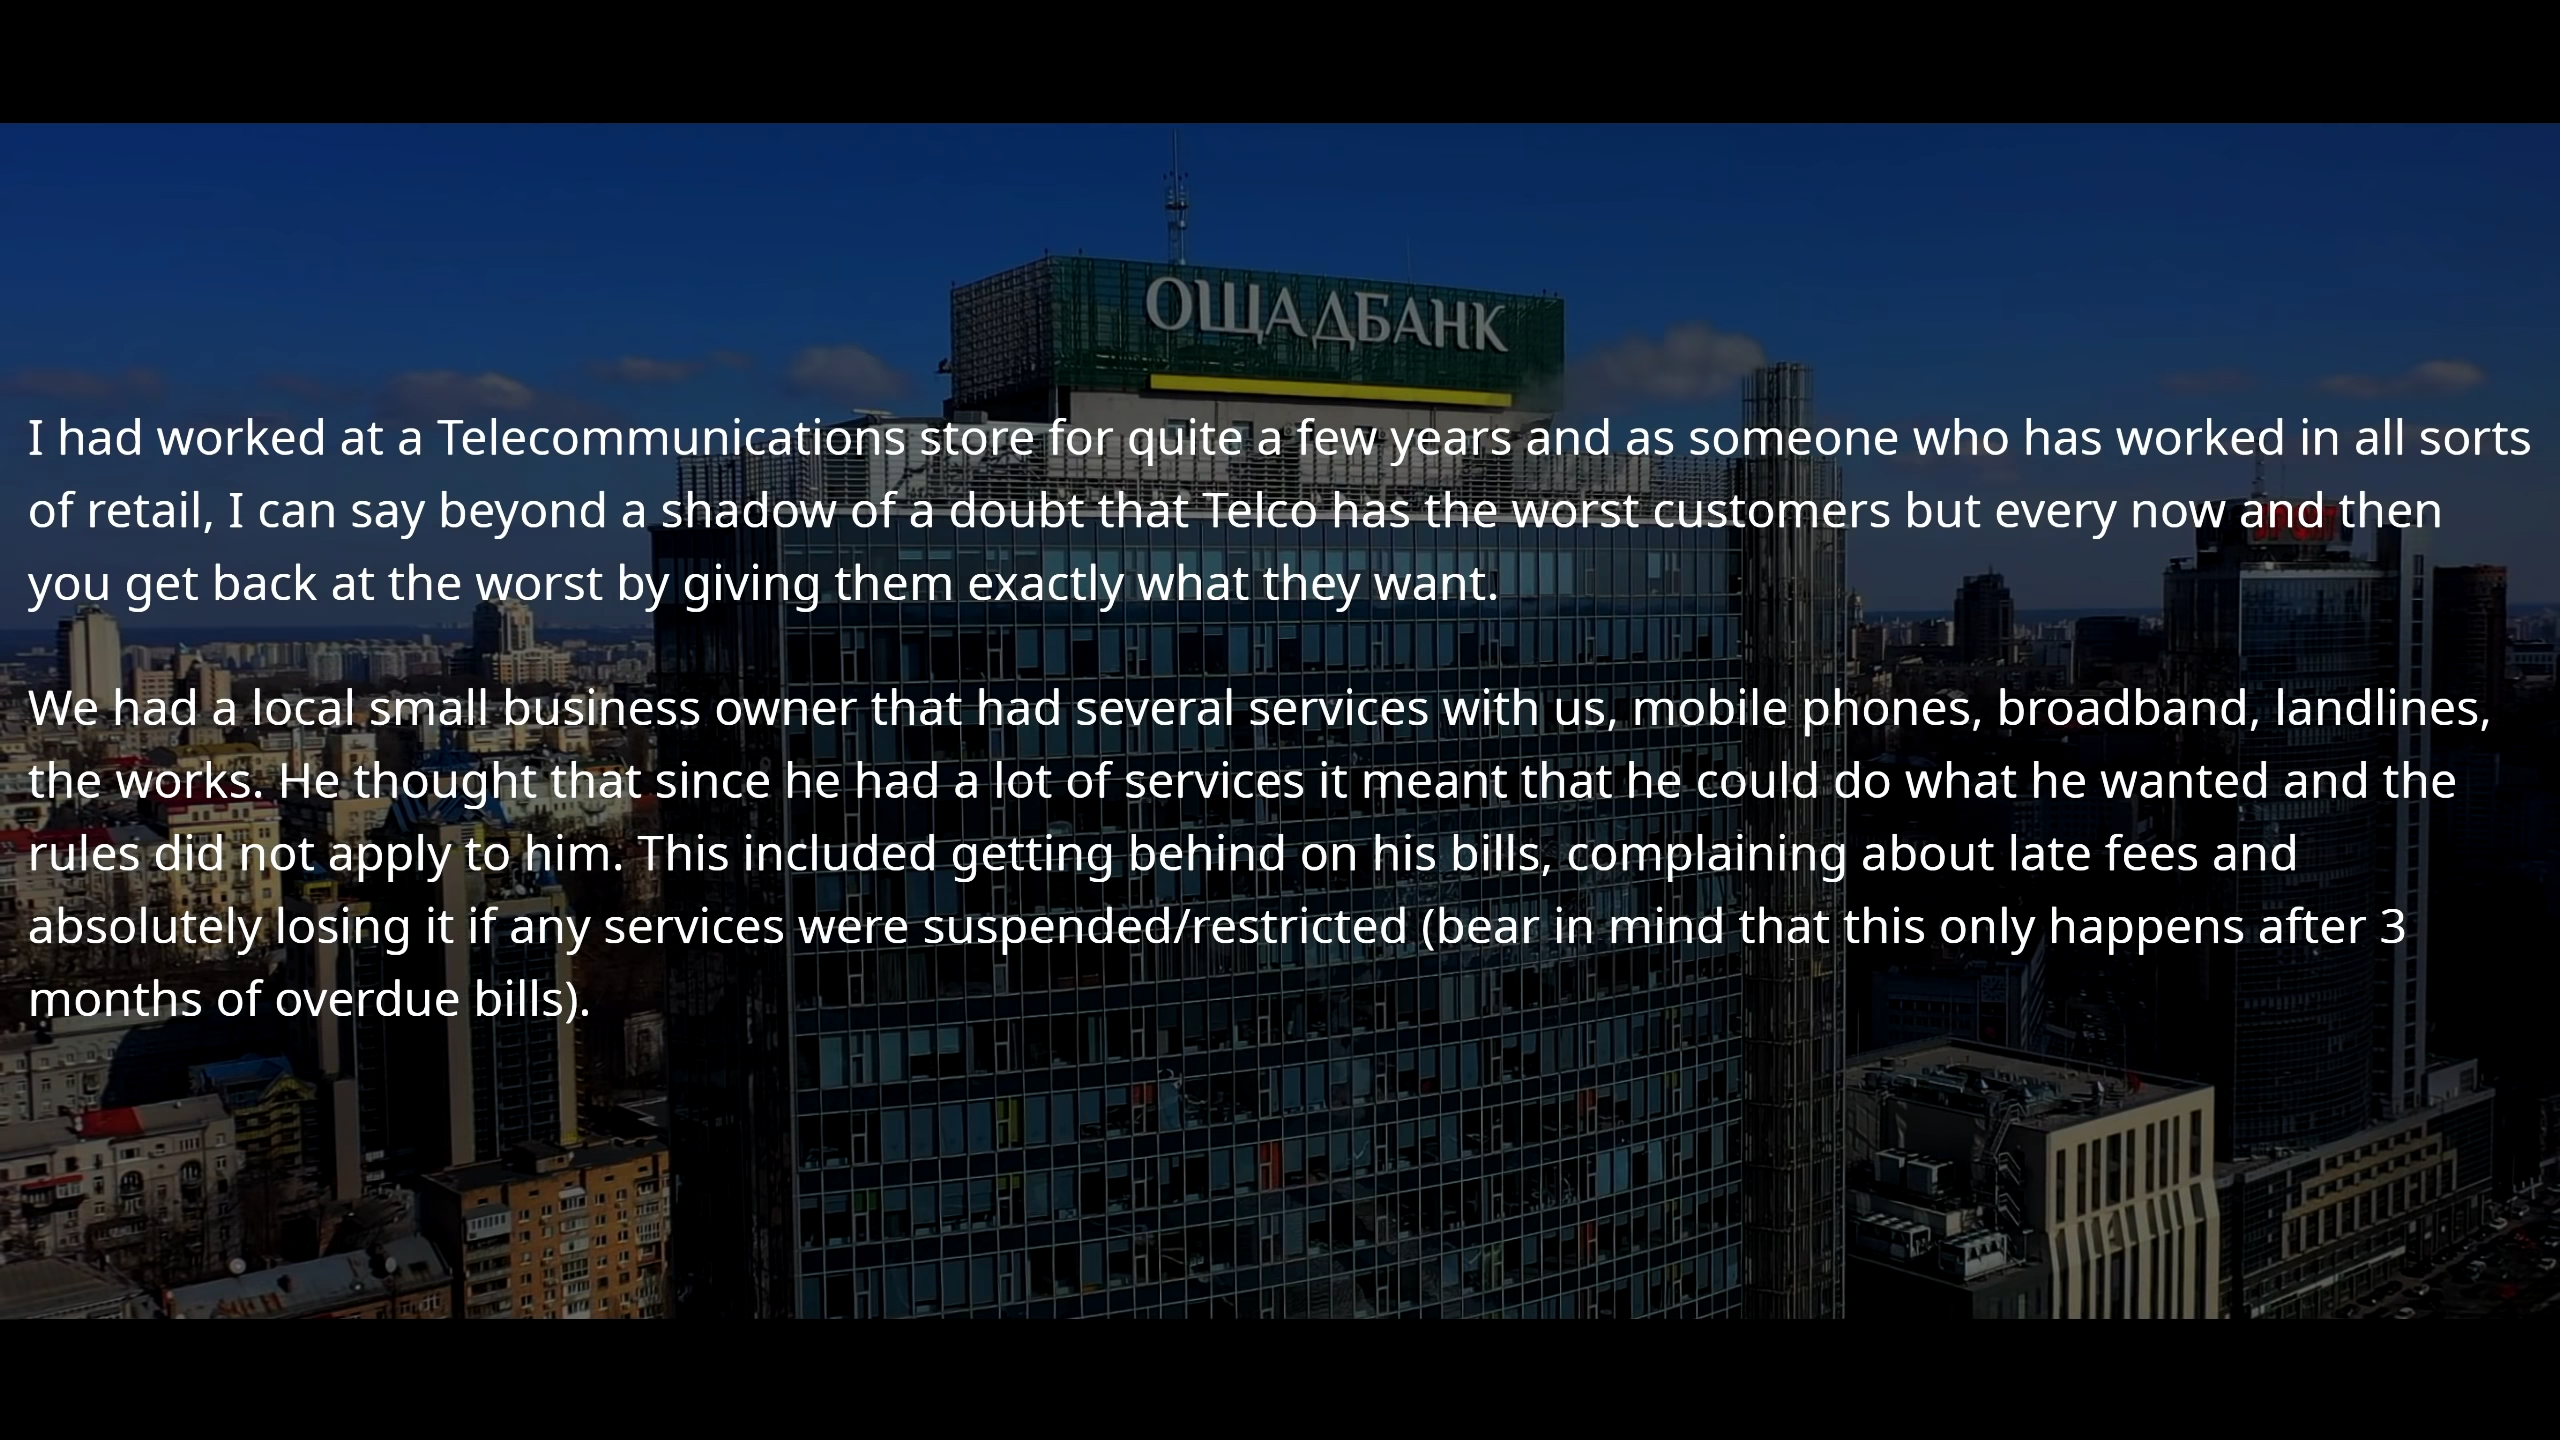 ОЩАДБАНК
I had worked at a Telecommunications store for quite a few years and as someone who has worked in all sorts
of retail, I can say beyond a shadow of a doubt that Telco has the worst customers but every now and then
you get back at the worst by giving them exactly what they want.
We had a local small business owner that had several services with us, mobile phones, broadband, landlines,
the works. He thought that since he had a lot of services it meant that he could do what he wanted and the
rules did not apply to him. This included getting behind on his bills, complaining about late fees and
absolutely losing it if any services were suspended/restricted (bear in mind that this only happens after 3
months of overdue bills).